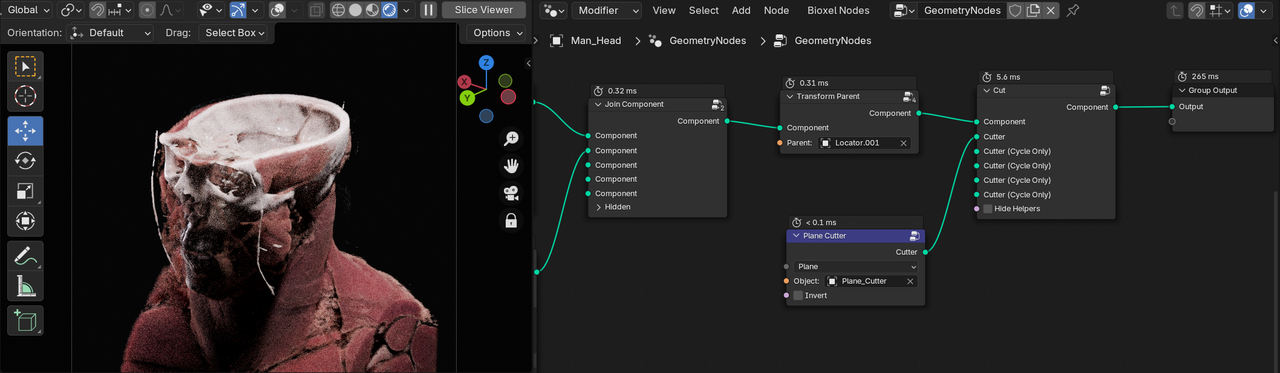 Global
Slice Viewer
Orientation: Default Drag: Select Box
Options
Z
X
Y
Modifier View Select Add Node Bioxel Nodes GeometryNodes
Man_Head GeometryNodes GeometryNodes
0.32 ms
Join Component
2
Component
Component
Component
Component
Component
Component
Hidden
0.31 ms
Transform Parent
4
Component
Component
Parent: Locator.001
< 0.1 ms
Plane Cutter
Cutter
Plane
Object: Plane_Cutter
Invert
5.6 ms
Cut
Component
Component
Cutter
Cutter (Cycle Only)
Cutter (Cycle Only)
Cutter (Cycle Only)
Cutter (Cycle Only)
Hide Helpers
265 ms
Group Output
Output